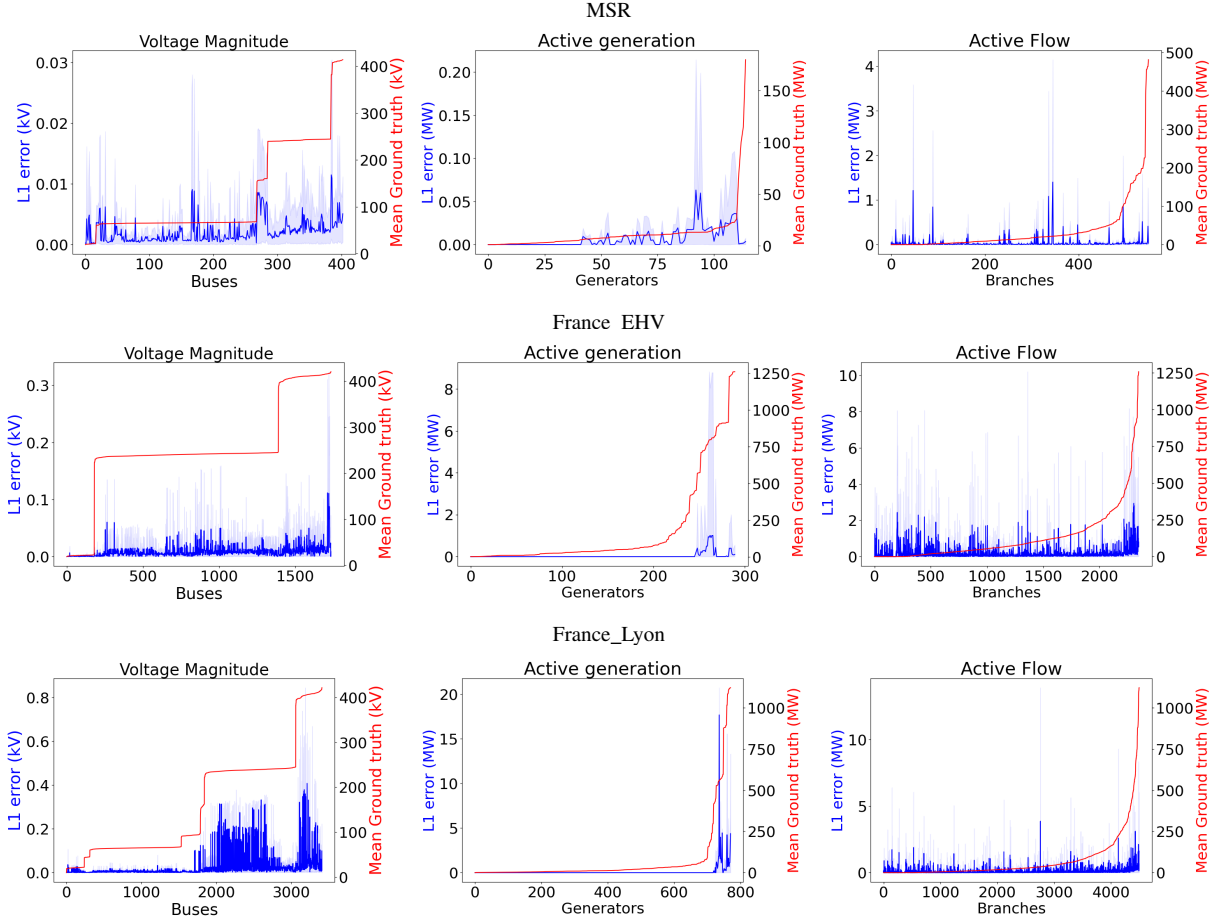 MSR
Voltage Magnitude
L1 error (kV)
0.03
0.02
0.01
0.00
400
300
200
100
0
Mean Ground truth (kV)
0 100 200 300 400
Buses
Active generation
L1 error (MW)
0.20
0.15
0.10
0.05
0.00
150
100
50
0
Mean Ground truth (MW)
0 25 50 75 100
Generators
Active Flow
L1 error (MW)
4
3
2
1
0
500
400
300
200
100
0
Mean Ground truth (MW)
0 200 400
Branches
France EHV
Voltage Magnitude
L1 error (kV)
0.3
0.2
0.1
0.0
400
300
200
100
0
Mean Ground truth (kV)
0 500 1000 1500
Buses
Active generation
L1 error (MW)
8
6
4
2
0
1250
1000
750
500
250
0
Mean Ground truth (MW)
0 100 200 300
Generators
Active Flow
L1 error (MW)
10
8
6
4
2
0
1250
1000
750
500
250
0
Mean Ground truth (MW)
0 500 1000 1500 2000
Branches
France_Lyon
Voltage Magnitude
L1 error (kV)
0.8
0.6
0.4
0.2
0.0
400
300
200
100
0
Mean Ground truth (kV)
0 1000 2000 3000
Buses
Active generation
L1 error (MW)
20
15
10
5
0
1000
750
500
250
0
Mean Ground truth (MW)
0 200 400 600 800
Generators
Active Flow
L1 error (MW)
10
5
0
1000
750
500
250
0
Mean Ground truth (MW)
0 1000 2000 3000 4000
Branches